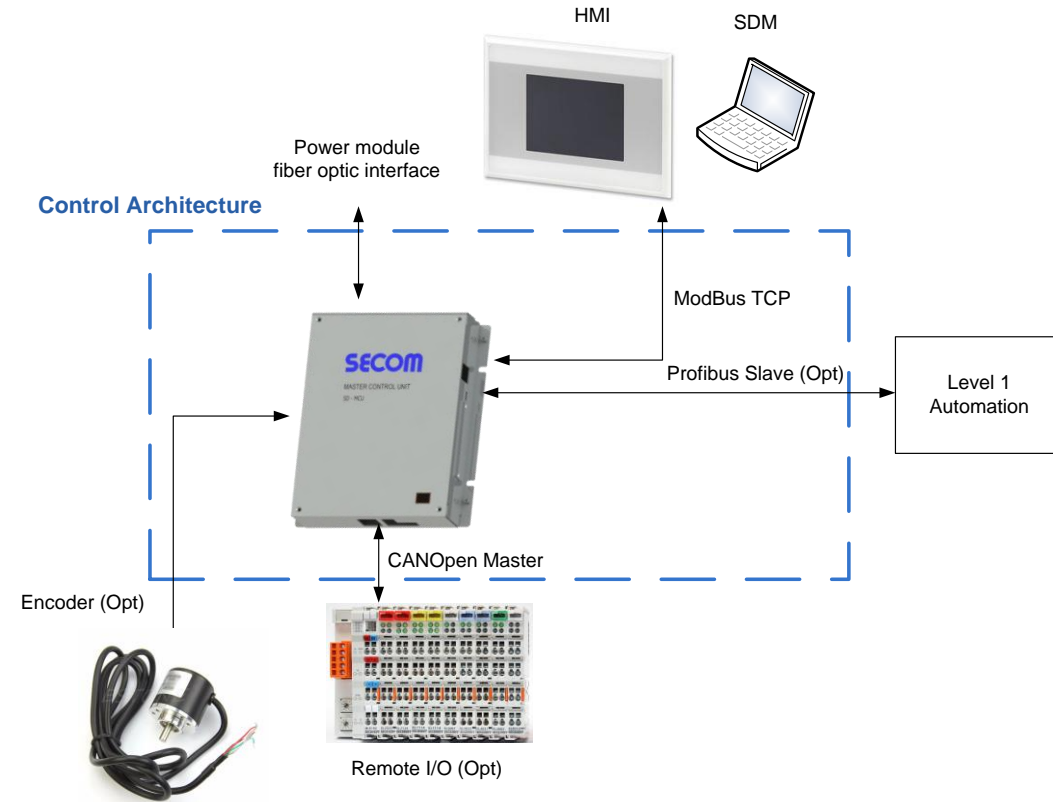 HMI
SDM
Power module
fiber optic interface
Control Architecture
ModBus TCP
SECOM
MASTER CONTROL UNIT
Profibus Slave (Opt)
Level 1
Automation
CANOpen Master
Encoder (Opt)
Remote I/O (Opt)